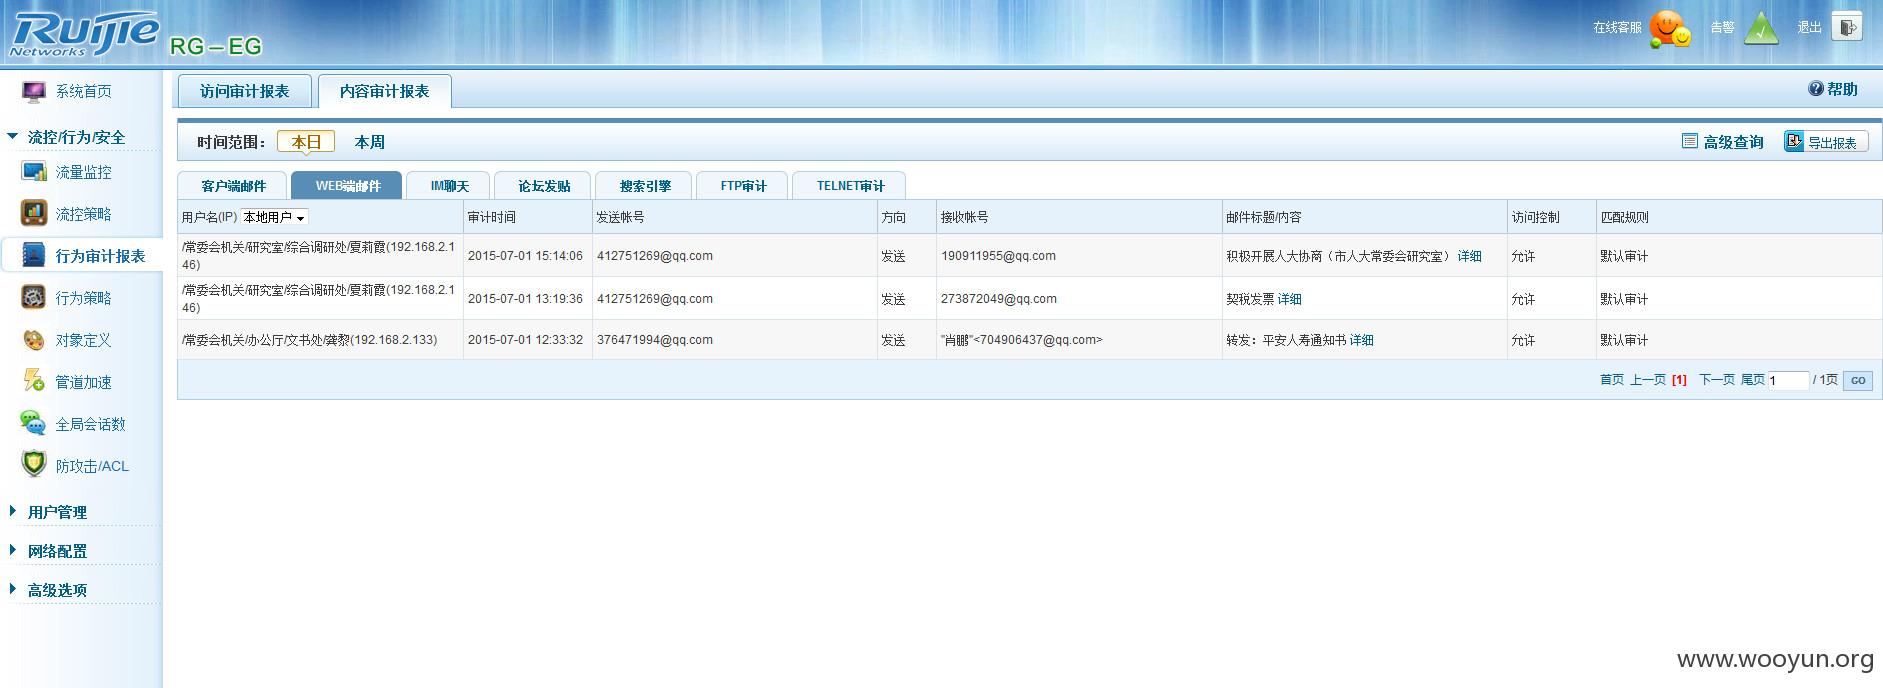 RUIJIE Networks RG-EG
在线客服 告警 退出
系统首页
流控/行为/安全
流量监控
流控策略
行为审计报表
行为策略
对象定义
管道加速
全局会话数
防攻击/ACL
用户管理
网络配置
高级选项
访问审计报表 内容审计报表 帮助
时间范围： 本日 本周 高级查询 导出报表
客户端邮件 WEB端邮件 IM聊天 论坛发贴 搜索引擎 FTP审计 TELNET审计
用户名(IP) 本地用户 审计时间 发送帐号 方向 接收帐号 邮件标题/内容 访问控制 匹配规则
/常委会机关/研究室/综合调研处/夏莉霞(192.168.2.1
46) 2015-07-01 15:14:06 412751269@qq.com 发送 190911955@qq.com 积极开展人大协商（市人大常委会研究室） 详细 允许 默认审计
/常委会机关/研究室/综合调研处/夏莉霞(192.168.2.1
46) 2015-07-01 13:19:36 412751269@qq.com 发送 273872049@qq.com 契税发票 详细 允许 默认审计
/常委会机关/办公厅/文书处/龚黎(192.168.2.133) 2015-07-01 12:33:32 376471994@qq.com 发送 "肖鹏"<704906437@qq.com> 转发：平安人寿通知书 详细 允许 默认审计
首页 上一页 [1] 下一页 尾页 1 / 1页 GO
www.wooyun.org